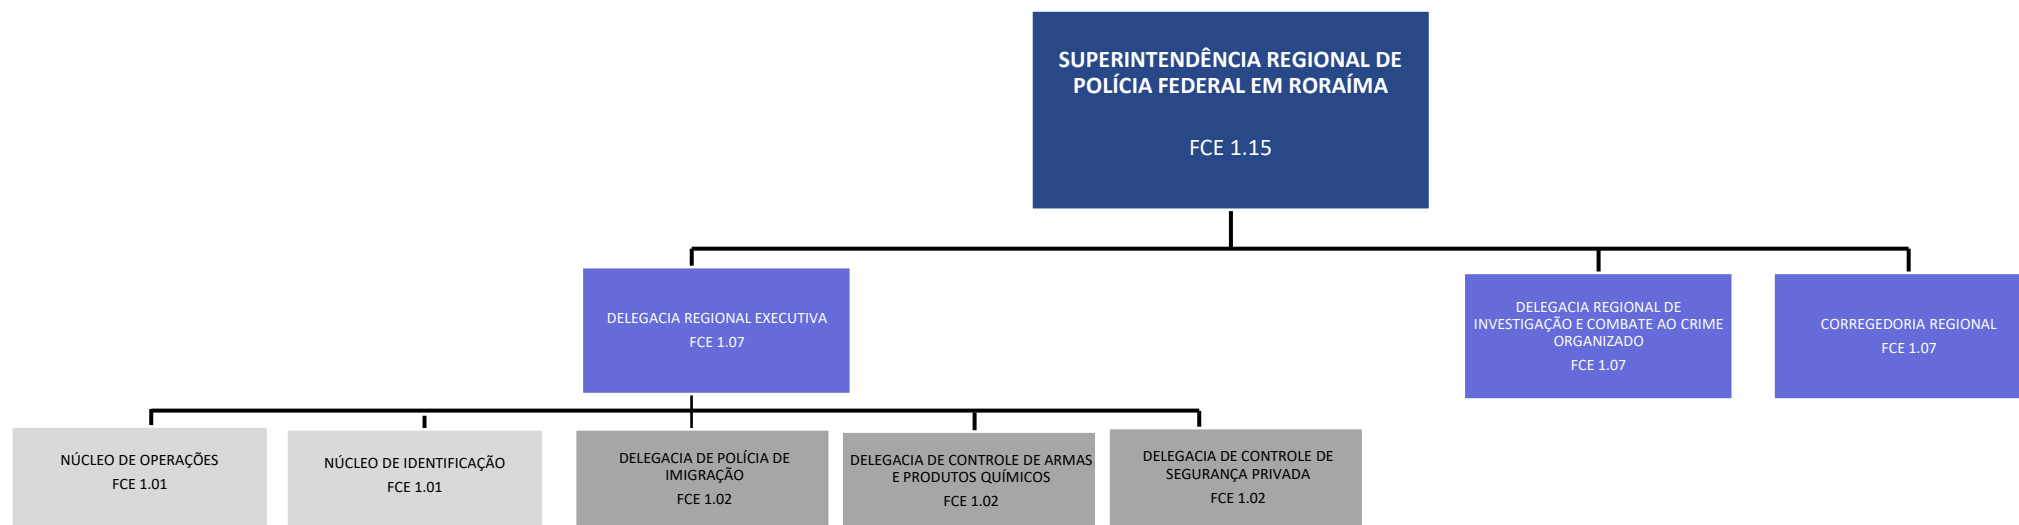 SUPERINTENDÊNCIA REGIONAL DE
POLÍCIA FEDERAL EM RORAÍMA
FCE 1.15
DELEGACIA REGIONAL EXECUTIVA
FCE 1.07
DELEGACIA REGIONAL DE
INVESTIGAÇÃO E COMBATE AO CRIME
ORGANIZADO
FCE 1.07
CORREGEDORIA REGIONAL
FCE 1.07
NÚCLEO DE OPERAÇÕES
FCE 1.01
NÚCLEO DE IDENTIFICAÇÃO
FCE 1.01
DELEGACIA DE POLÍCIA DE
IMIGRAÇÃO
FCE 1.02
DELEGACIA DE CONTROLE DE ARMAS
E PRODUTOS QUÍMICOS
FCE 1.02
DELEGACIA DE CONTROLE DE
SEGURANÇA PRIVADA
FCE 1.02